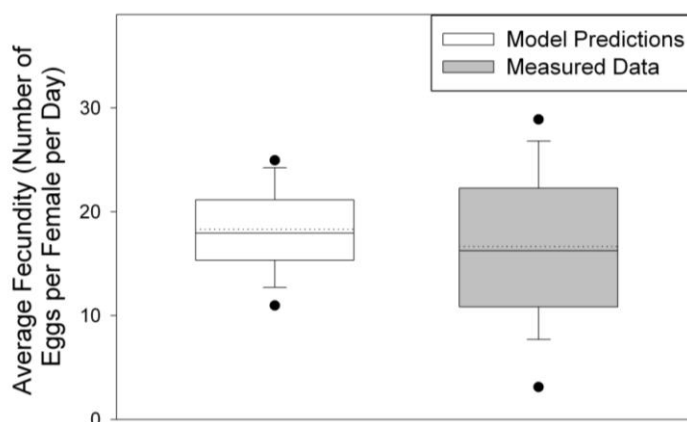 Model Predictions
Measured Data
Average Fecundity (Number of
Eggs per Female per Day)
30
20
10
0